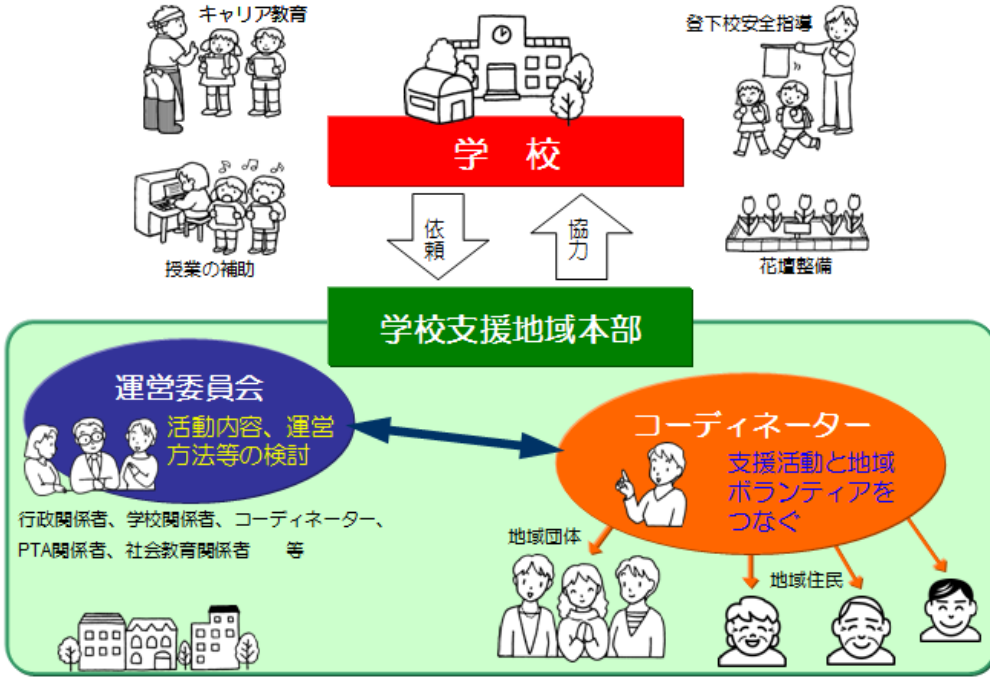 キャリア教育
登下校安全指導
学 校
依頼
協力
授業の補助
花壇整備
学校支援地域本部
運営委員会
活動内容、運営
方法等の検討
コーディネーター
支援活動と地域
ボランティアを
つなぐ
行政関係者、学校関係者、コーディネーター、
PTA関係者、社会教育関係者 等
地域団体
地域住民